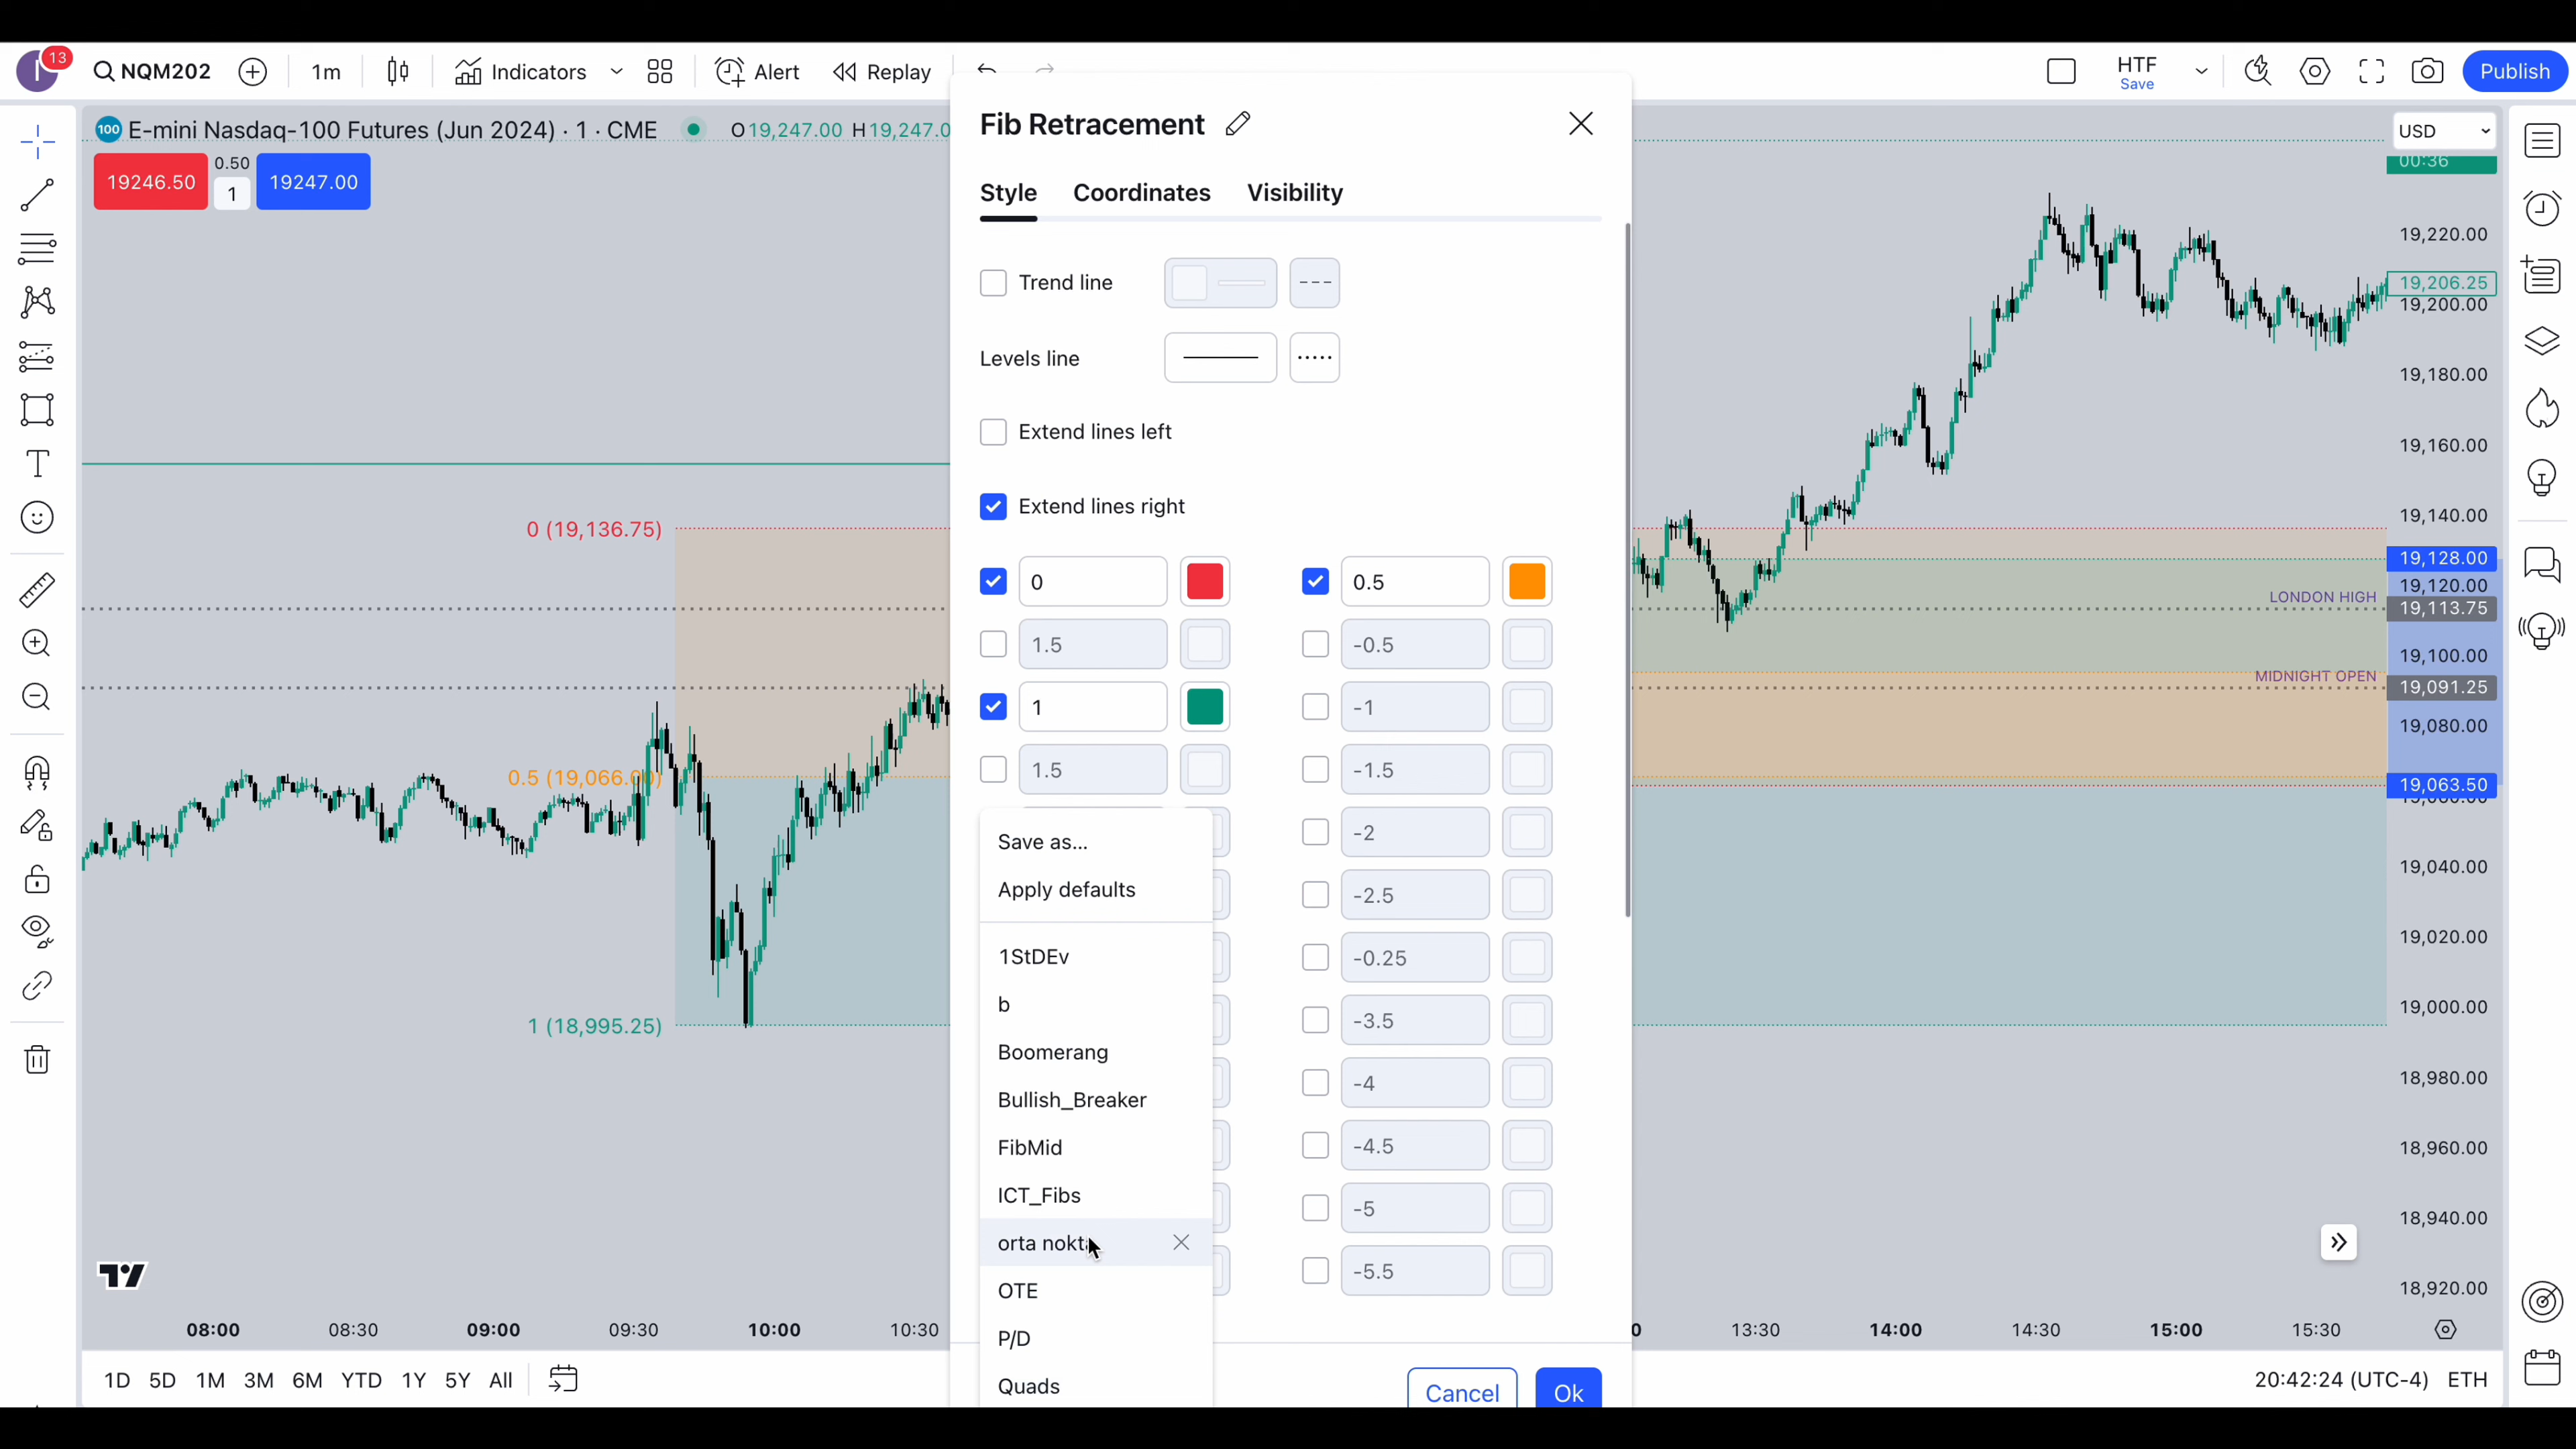 13
NQM202
1m
Indicators
Alert
Replay
HTF
Save
Publish
100
E-mini Nasdaq-100 Futures (Jun 2024) · 1 · CME
O19,247.00 H19,247.0
19246.50
0.50
1
19247.00
Fib Retracement
Style
Coordinates
Visibility
Trend line
Levels line
Extend lines left
Extend lines right
0
0.5
1.5
-0.5
1
-1
1.5
-1.5
-2
-2.5
-0.25
-3.5
-4
-4.5
-5
-5.5
Save as...
Apply defaults
1StDEv
b
Boomerang
Bullish_Breaker
FibMid
ICT_Fibs
orta nokta
OTE
P/D
Quads
Cancel
Ok
0 (19,136.75)
0.5 (19,066.00)
1 (18,995.25)
LONDON HIGH
MIDNIGHT OPEN
USD
00:36
19,220.00
19,206.25
19,200.00
19,180.00
19,160.00
19,140.00
19,128.00
19,120.00
19,113.75
19,100.00
19,091.25
19,080.00
19,063.50
19,040.00
19,020.00
19,000.00
18,980.00
18,960.00
18,940.00
18,920.00
08:00
08:30
09:00
09:30
10:00
10:30
0
13:30
14:00
14:30
15:00
15:30
1D
5D
1M
3M
6M
YTD
1Y
5Y
All
20:42:24 (UTC-4)
ETH